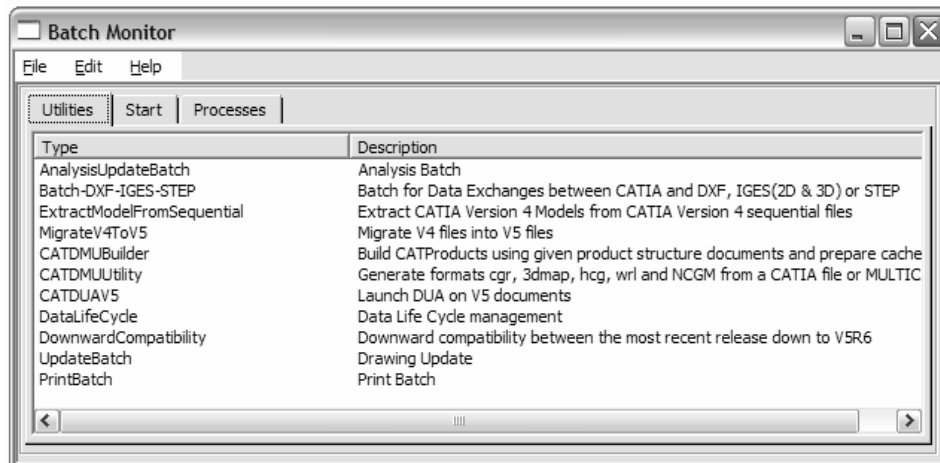 Batch Monitor
File Edit Help
Utilities Start Processes
Type Description
AnalysisUpdateBatch Analysis Batch
Batch-DXF-IGES-STEP Batch for Data Exchanges between CATIA and DXF, IGES(2D & 3D) or STEP
ExtractModelFromSequential Extract CATIA Version 4 Models from CATIA Version 4 sequential files
MigrateV4ToV5 Migrate V4 files into V5 files
CATDMUBuilder Build CATProducts using given product structure documents and prepare cache
CATDMUUtility Generate formats cgr, 3dmap, hcg, wrl and NCGM from a CATIA file or MULTIC
CATDUAV5 Launch DUA on V5 documents
DataLifeCycle Data Life Cycle management
DownwardCompatibility Downward compatibility between the most recent release down to V5R6
UpdateBatch Drawing Update
PrintBatch Print Batch